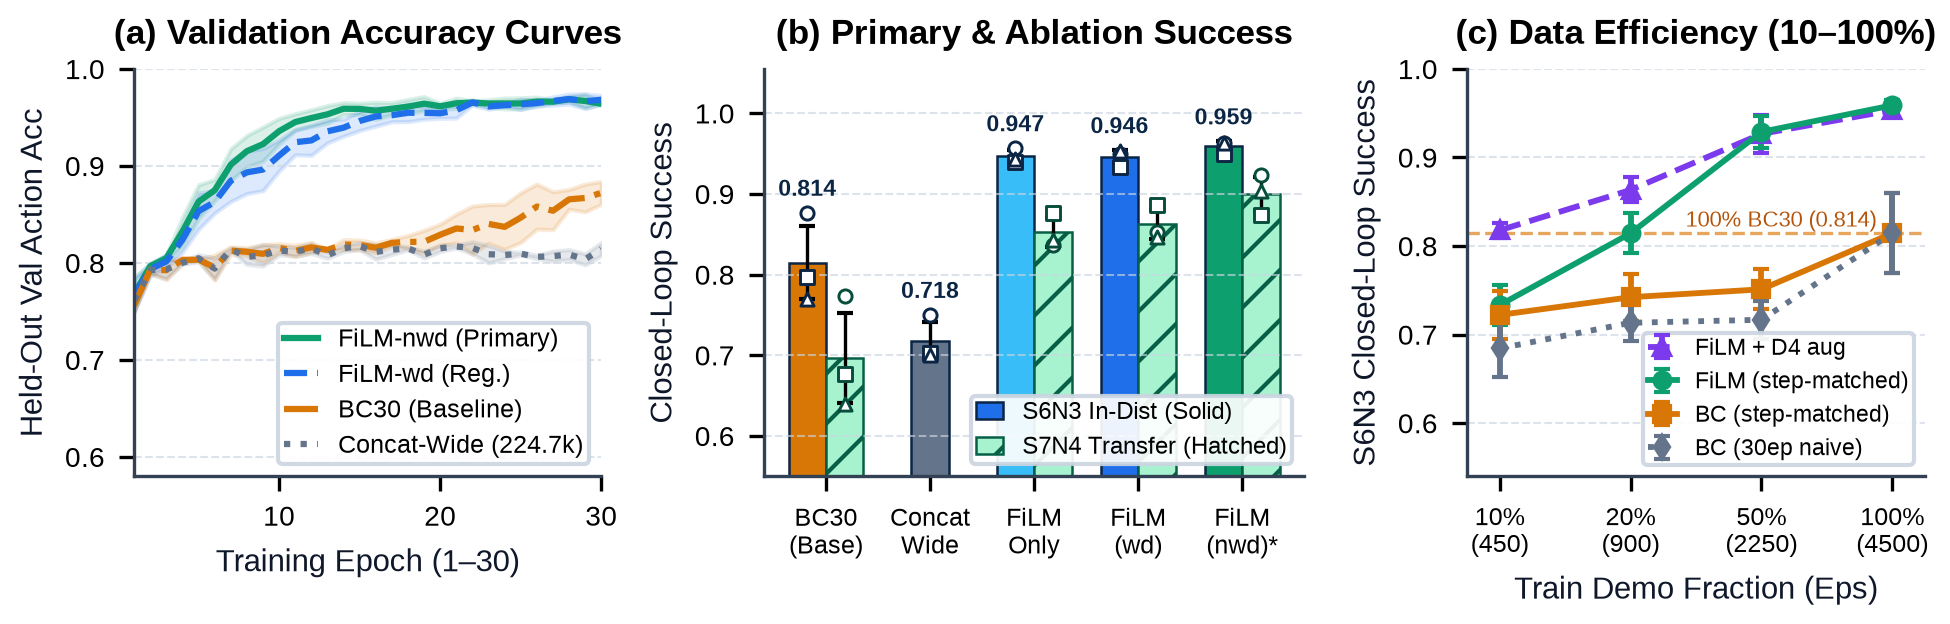 (a) Validation Accuracy Curves
Held-Out Val Action Acc
1.0
0.9
0.8
0.7
0.6
FiLM-nwd (Primary)
FiLM-wd (Reg.)
BC30 (Baseline)
Concat-Wide (224.7k)
10
20
30
Training Epoch (1–30)
(b) Primary & Ablation Success
Closed-Loop Success
1.0
0.9
0.8
0.7
0.6
0.814
0.718
0.947
0.946
0.959
S6N3 In-Dist (Solid)
S7N4 Transfer (Hatched)
BC30
(Base)
Concat
Wide
FiLM
Only
FiLM
(wd)
FiLM
(nwd)*
(c) Data Efficiency (10–100%)
S6N3 Closed-Loop Success
1.0
0.9
0.8
0.7
0.6
100% BC30 (0.814)
FiLM + D4 aug
FiLM (step-matched)
BC (step-matched)
BC (30ep naive)
10%
(450)
20%
(900)
50%
(2250)
100%
(4500)
Train Demo Fraction (Eps)